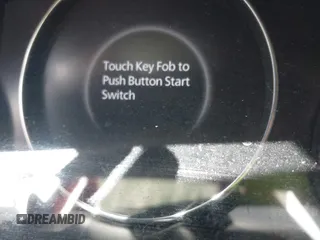 Touch Key Fob to
Push Button Start
Switch
DREAMBID